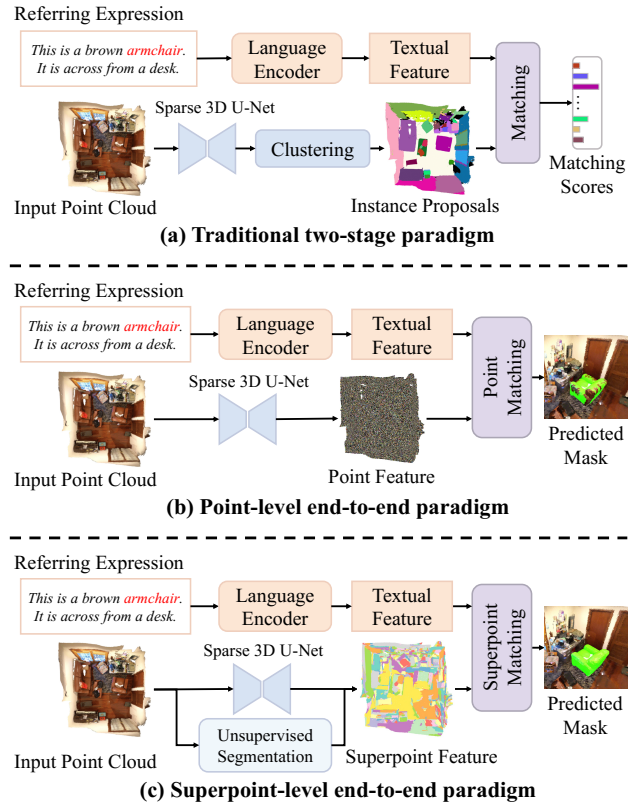 Referring Expression
This is a brown armchair.
It is across from a desk.
Language
Encoder
Textual
Feature
Matching
Sparse 3D U-Net
Clustering
Input Point Cloud
Instance Proposals
Matching
Scores
(a) Traditional two-stage paradigm
Referring Expression
This is a brown armchair.
It is across from a desk.
Language
Encoder
Textual
Feature
Point
Matching
Sparse 3D U-Net
Input Point Cloud
Point Feature
Predicted
Mask
(b) Point-level end-to-end paradigm
Referring Expression
This is a brown armchair.
It is across from a desk.
Language
Encoder
Textual
Feature
Superpoint
Matching
Sparse 3D U-Net
Unsupervised
Segmentation
Input Point Cloud
Superpoint Feature
Predicted
Mask
(c) Superpoint-level end-to-end paradigm